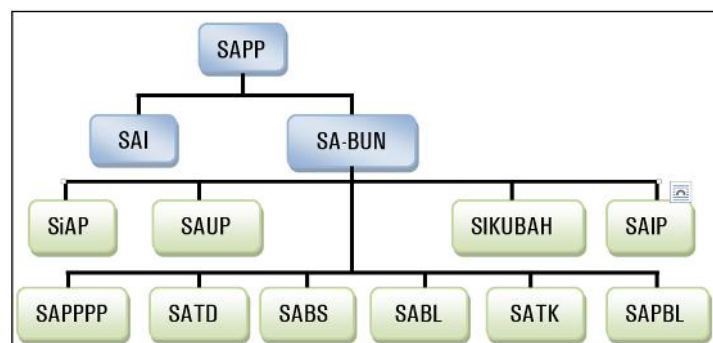 SAPP
SAI SA-BUN
SiAP SAUP SIKUBAH SAIP
SAPPPP SATD SABS SABL SATK SAPBL